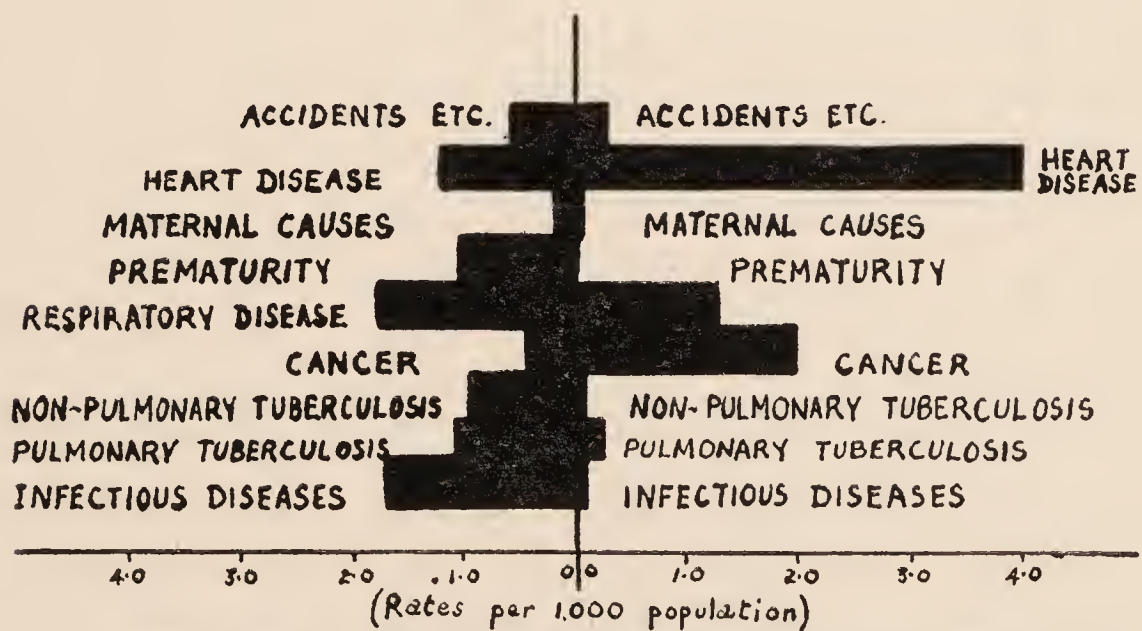 ACCIDENTS ETC. ACCIDENTS ETC.
HEART DISEASE HEART
DISEASE
MATERNAL CAUSES MATERNAL CAUSES
PREMATURITY PREMATURITY
RESPIRATORY DISEASE
CANCER CANCER
NON-PULMONARY TUBERCULOSIS NON-PULMONARY TUBERCULOSIS
PULMONARY TUBERCULOSIS PULMONARY TUBERCULOSIS
INFECTIOUS DISEASES INFECTIOUS DISEASES
4.0 3.0 2.0 1.0 0.0 1.0 2.0 3.0 4.0
(Rates per 1.000 population)